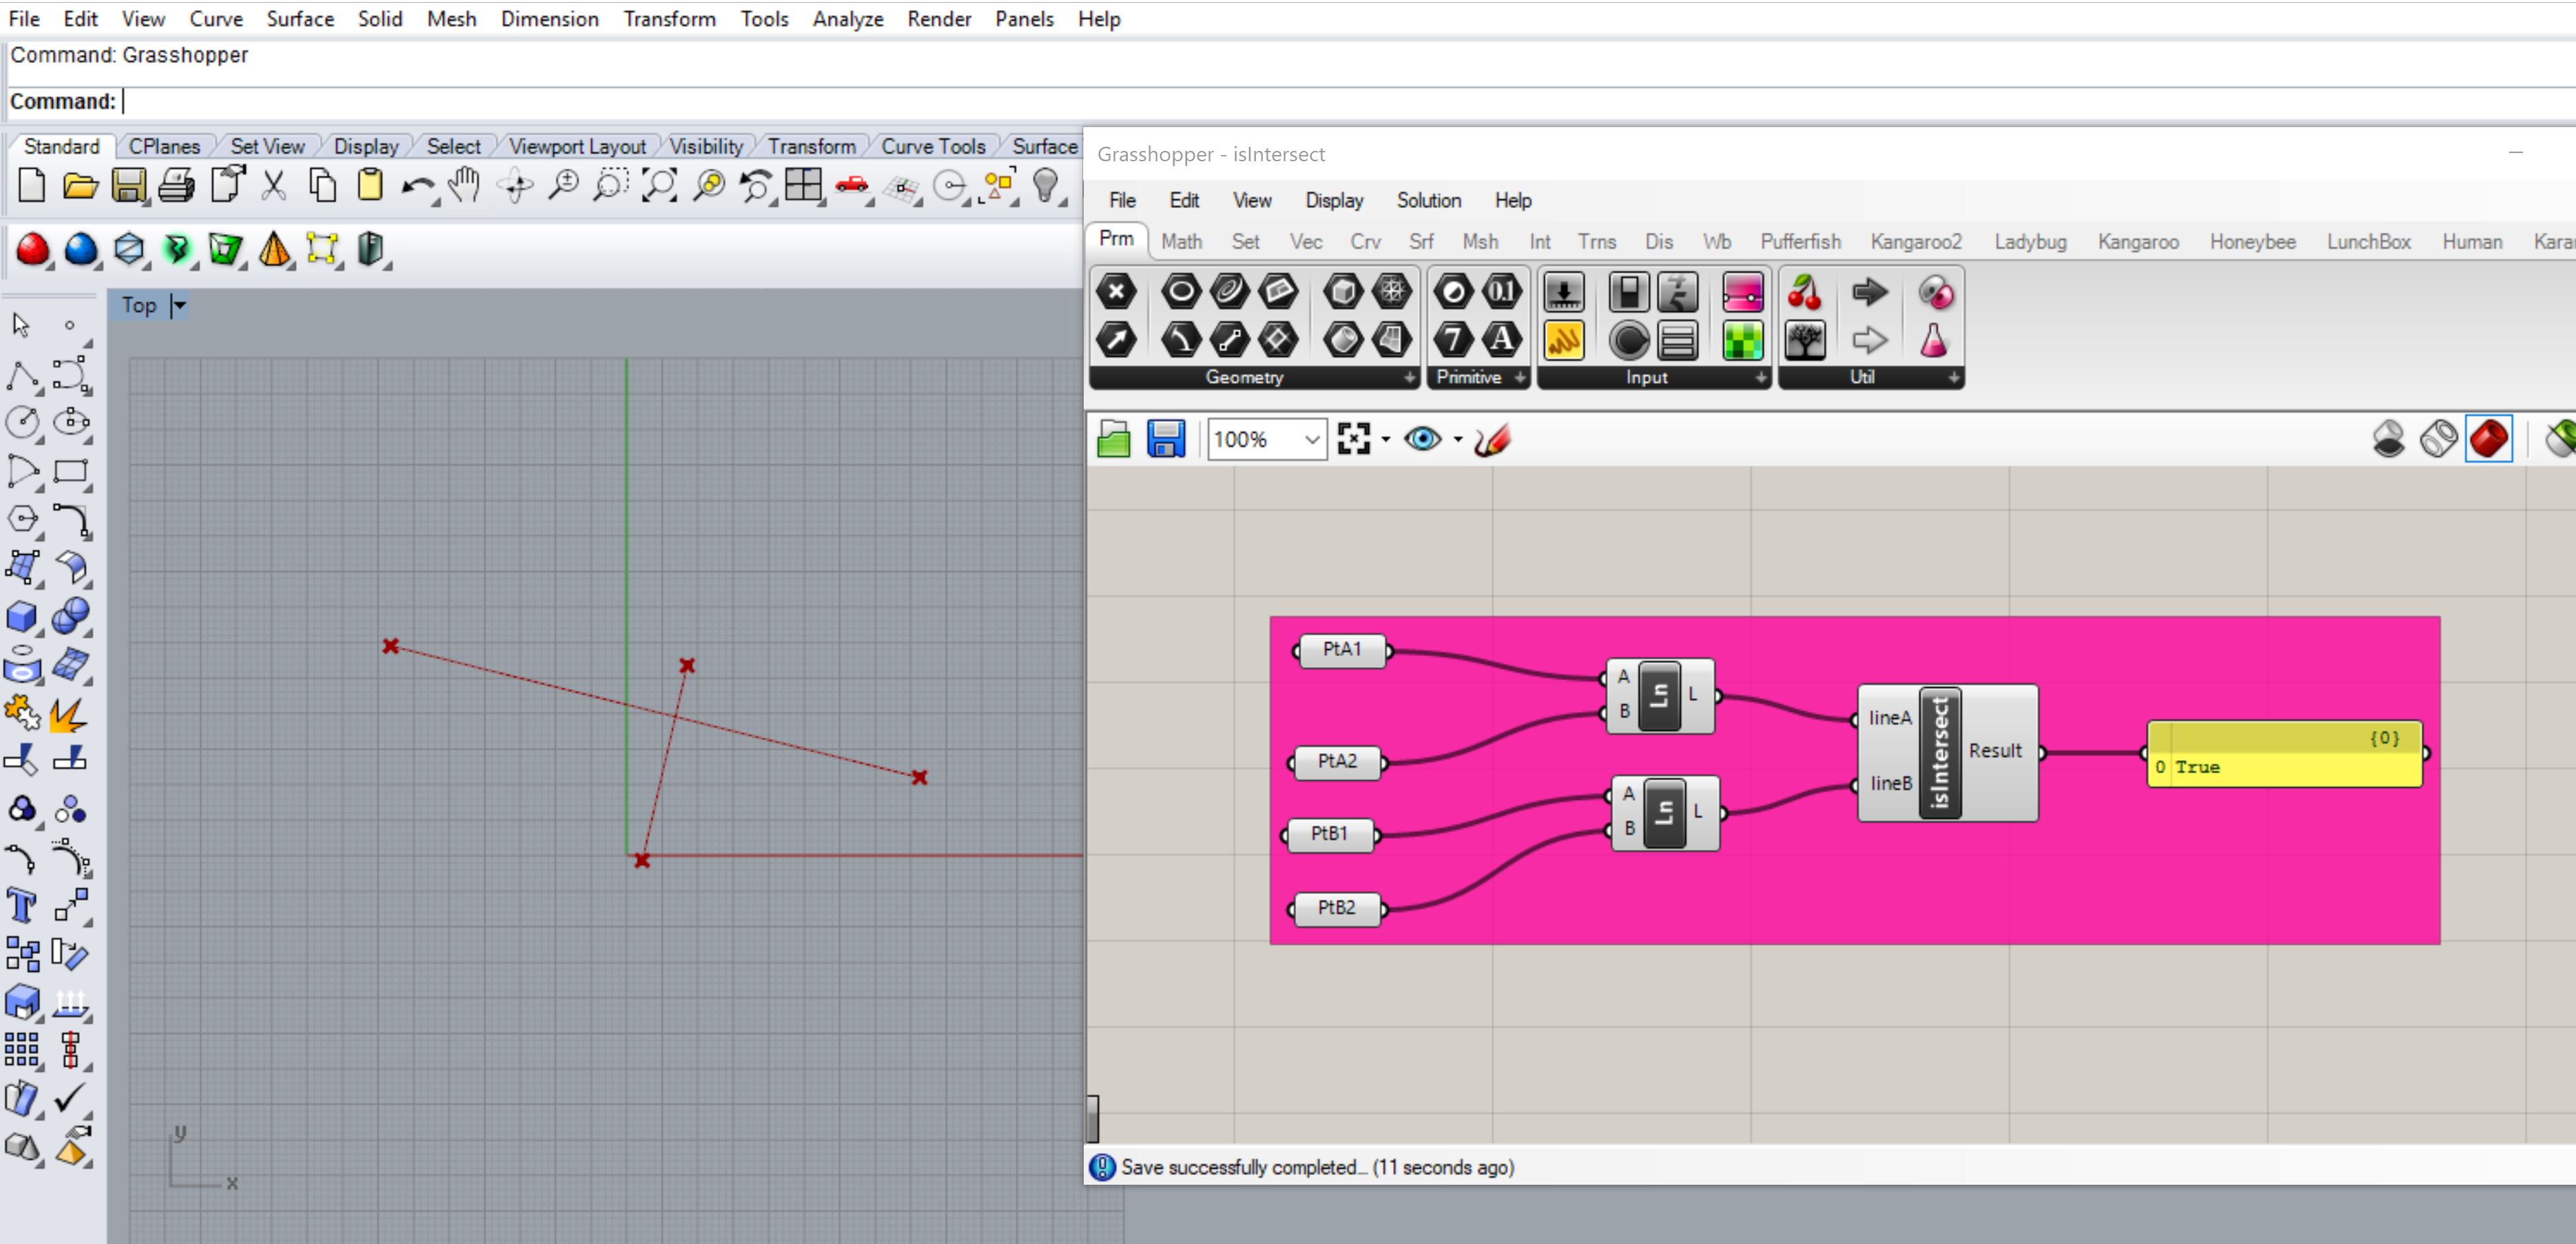 File Edit View Curve Surface Solid Mesh Dimension Transform Tools Analyze Render Panels Help
Command: Grasshopper
Command:
Standard CPlanes Set View Display Select Viewport Layout Visibility Transform Curve Tools Surface
Top
y
x
Grasshopper - isIntersect
File Edit View Display Solution Help
Prm Math Set Vec Crv Srf Msh Int Trns Dis Wb Pufferfish Kangaroo2 Ladybug Kangaroo Honeybee LunchBox Human Karam
0.1
7 A
Geometry Primitive Input Util
100%
PtA1
PtA2
PtB1
PtB2
A
B
Ln
L
A
B
Ln
L
lineA
lineB
isIntersect
Result
{0}
0 True
Save successfully completed... (11 seconds ago)